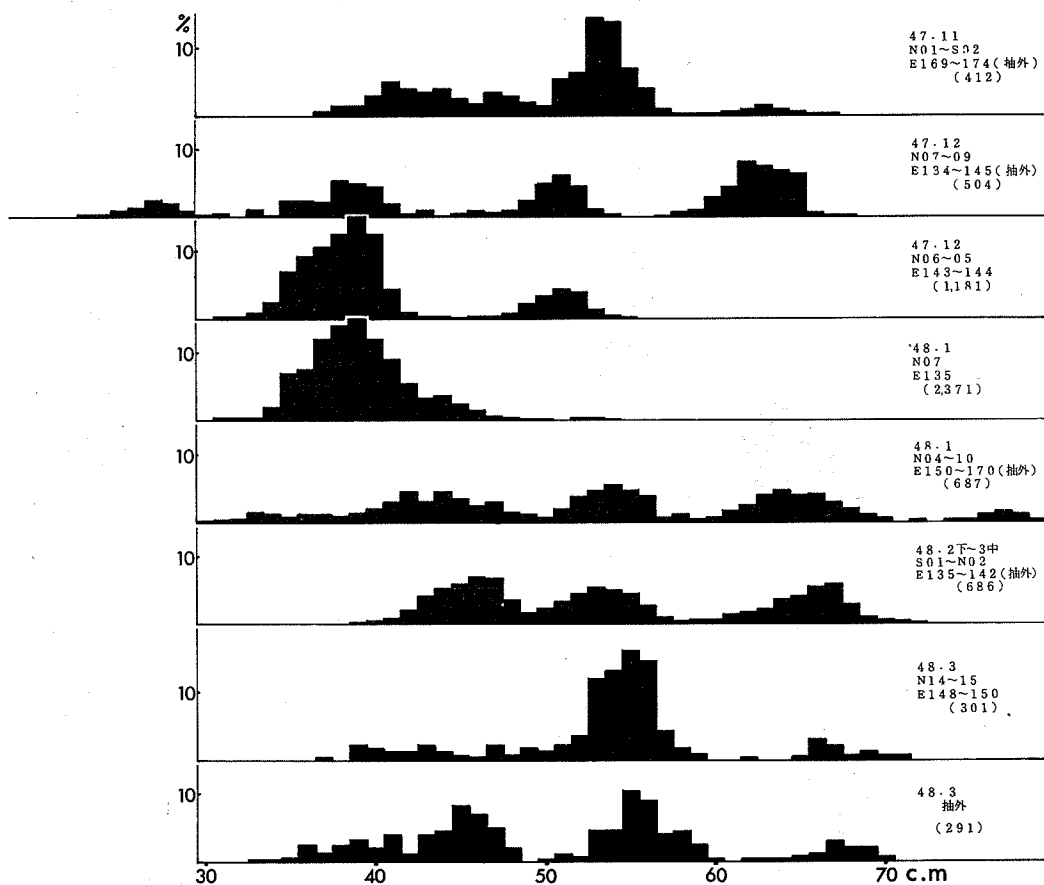 %
10
47.11
N01~S02
E169~174(抽外)
(412)
10
47.12
N07~09
E134~145(抽外)
(504)
10
47.12
N06~05
E143~144
(1,181)
10
48.1
N07
E135
(2,371)
10
48.1
N04~10
E150~170(抽外)
(687)
10
48.2下~3中
S01~N02
E135~142(抽外)
(686)
10
48.3
N14~15
E148~150
(301)
10
48.3
抽外
(291)
30 40 50 60 70 c.m